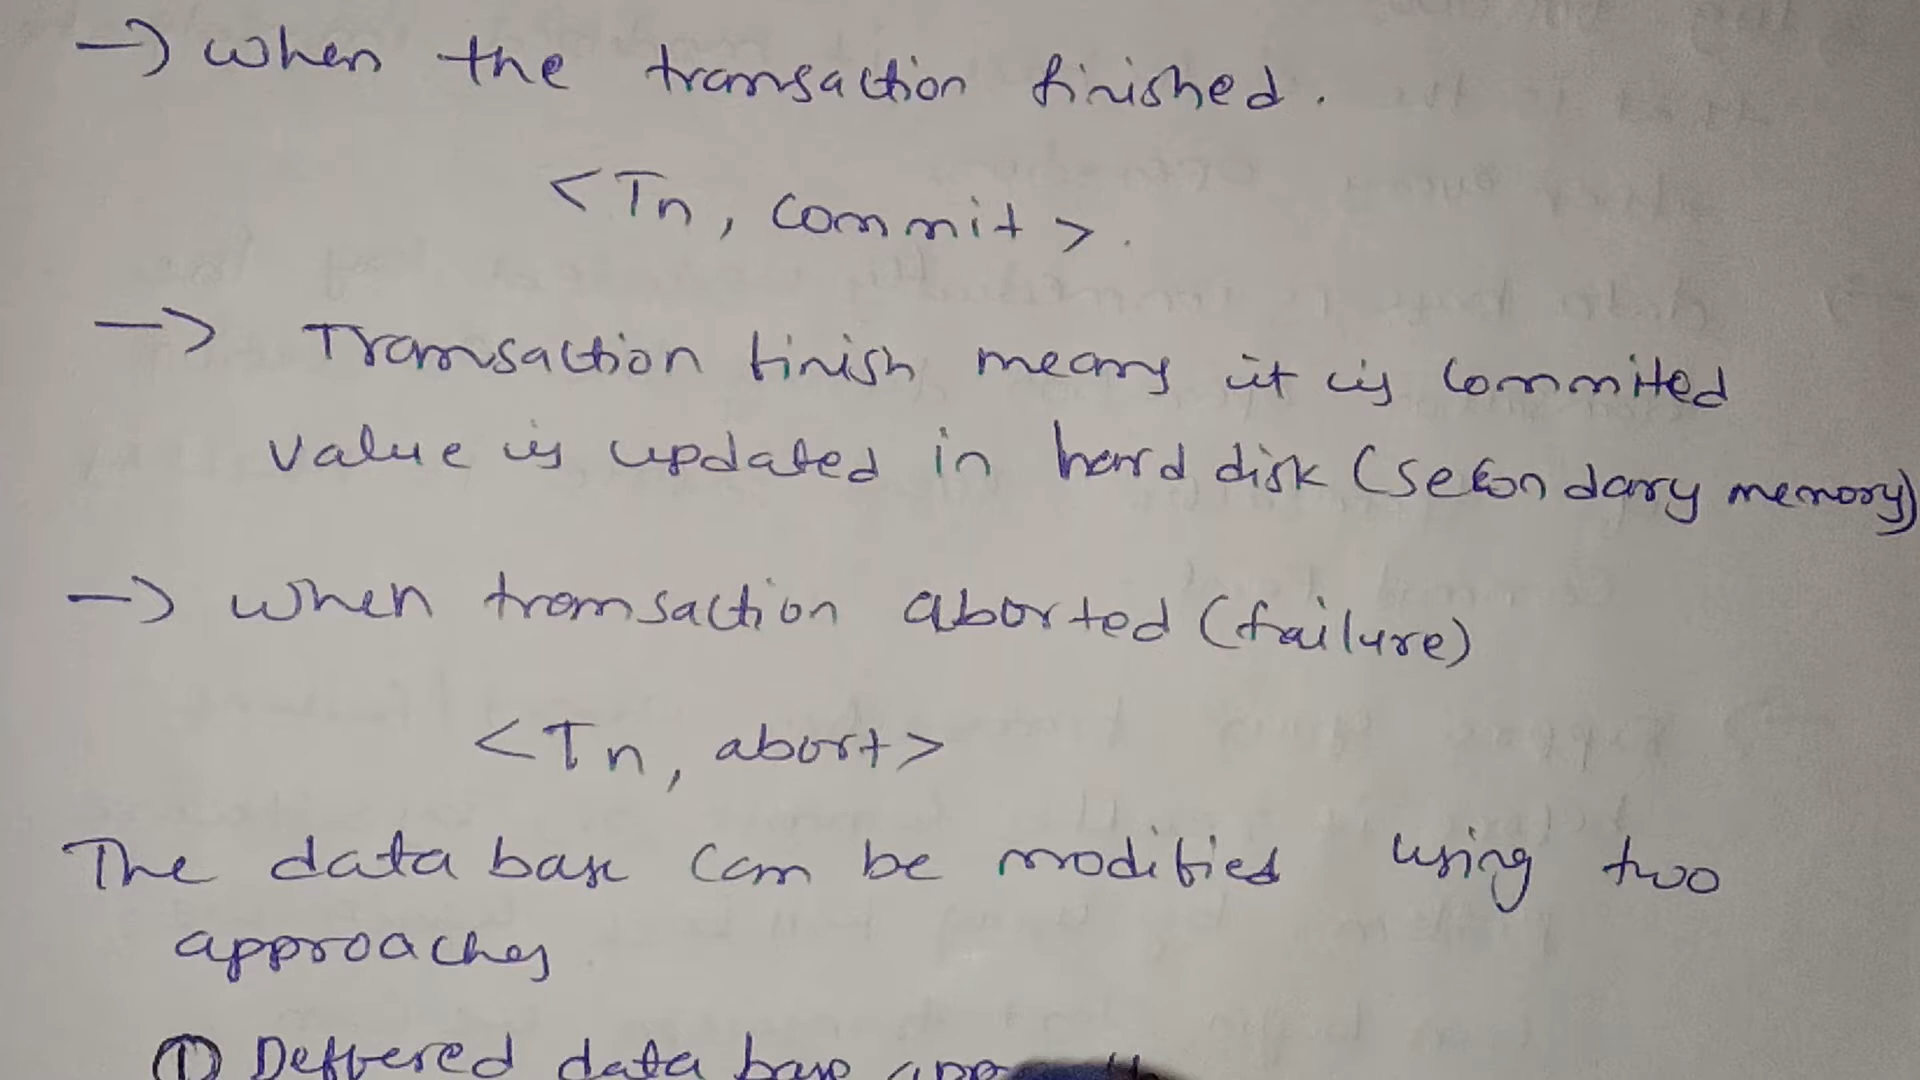 → when the transaction finished.
<Tn, commit>.
→ Transaction finish means it is commited
value is updated in hard disk (secondary memory)
→ when transaction aborted (failure)
<Tn, abort>
The data base can be modified using two
approaches
① Deffered data base